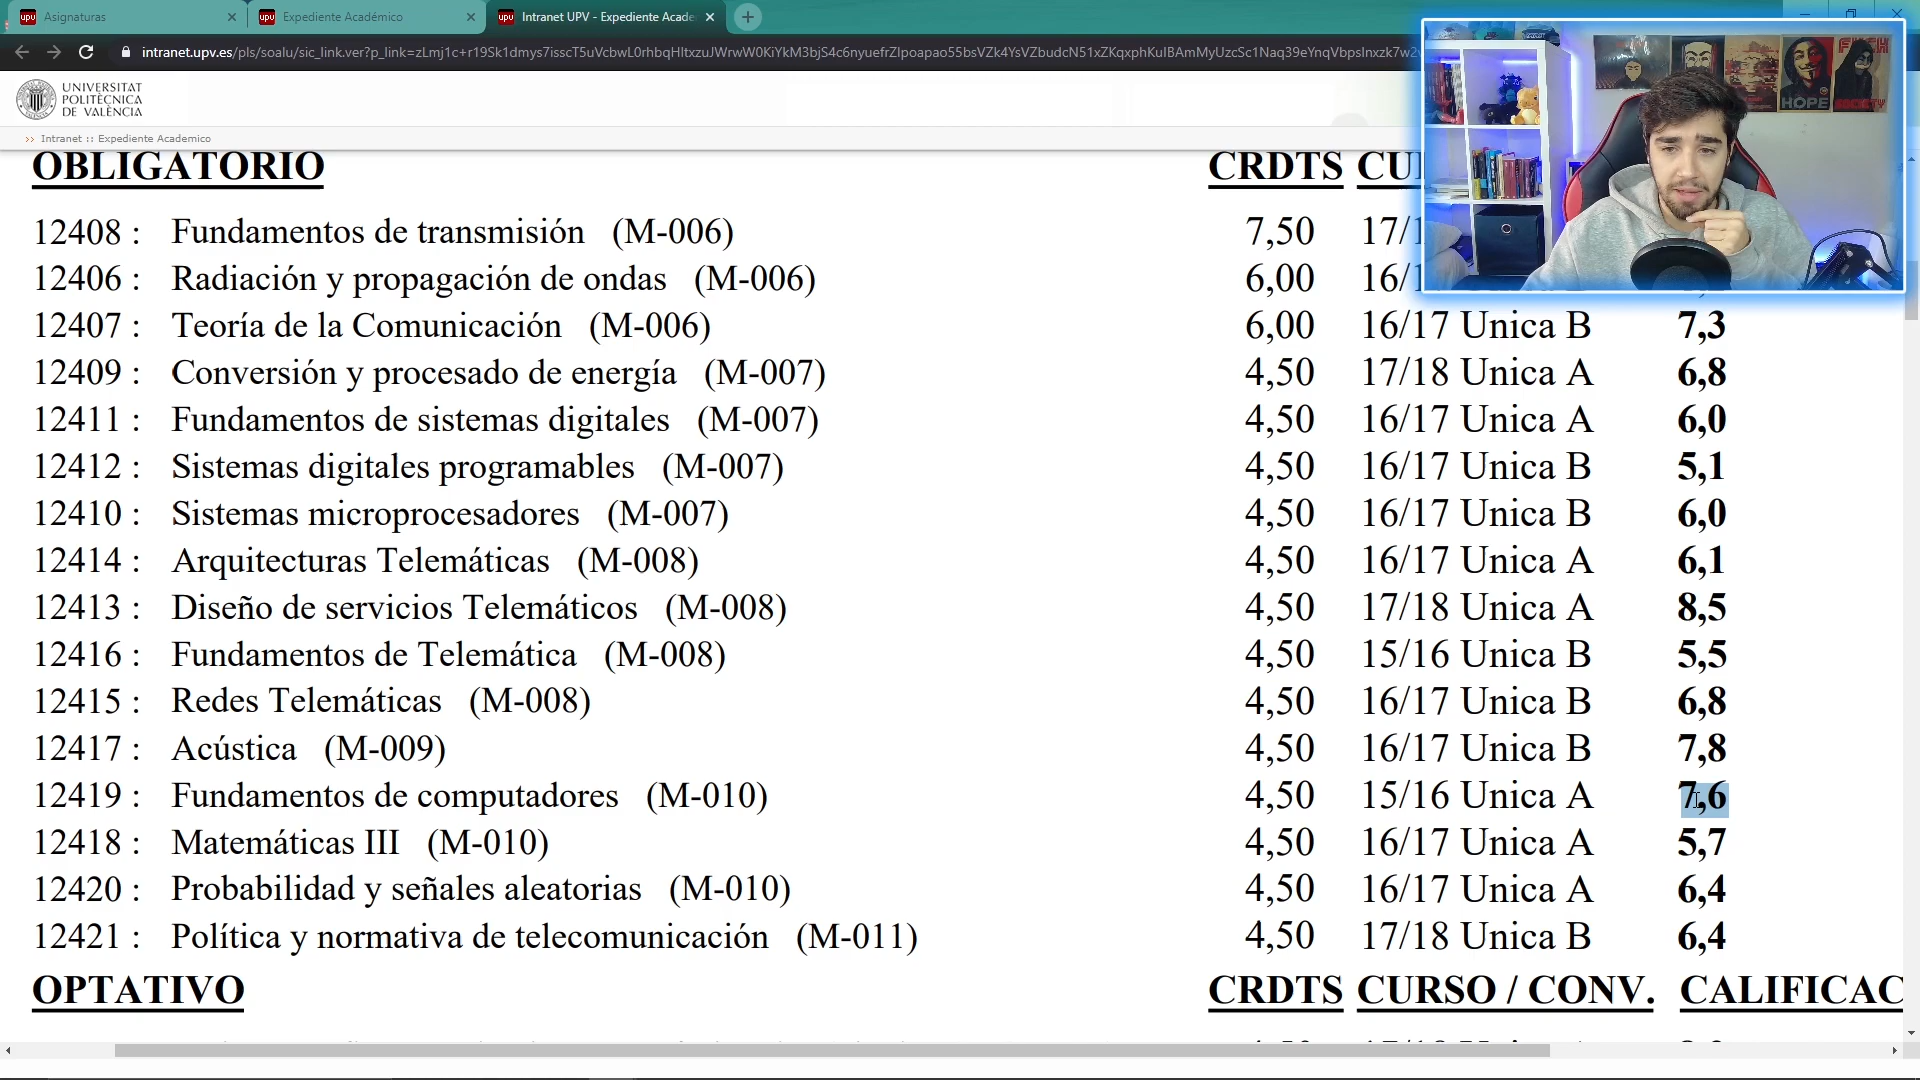 Asignaturas
Expediente Académico
Intranet UPV - Expediente Acade
intranet.upv.es/pls/soalu/sic_link.ver?
UNIVERSITAT
POLITÈCNICA
DE VALÈNCIA
Intranet :: Expediente Academico
HOPE
OBLIGATORIO CRDTS CU
12408 : Fundamentos de transmisión (M-006) 7,50 17/1
12406 : Radiación y propagación de ondas (M-006) 6,00 16/1
12407 : Teoría de la Comunicación (M-006) 6,00 16/17 Unica B 7,3
12409 : Conversión y procesado de energía (M-007) 4,50 17/18 Unica A 6,8
12411 : Fundamentos de sistemas digitales (M-007) 4,50 16/17 Unica A 6,0
12412 : Sistemas digitales programables (M-007) 4,50 16/17 Unica B 5,1
12410 : Sistemas microprocesadores (M-007) 4,50 16/17 Unica B 6,0
12414 : Arquitecturas Telemáticas (M-008) 4,50 16/17 Unica A 6,1
12413 : Diseño de servicios Telemáticos (M-008) 4,50 17/18 Unica A 8,5
12416 : Fundamentos de Telemática (M-008) 4,50 15/16 Unica B 5,5
12415 : Redes Telemáticas (M-008) 4,50 16/17 Unica B 6,8
12417 : Acústica (M-009) 4,50 16/17 Unica B 7,8
12419 : Fundamentos de computadores (M-010) 4,50 15/16 Unica A 7,6
12418 : Matemáticas III (M-010) 4,50 16/17 Unica A 5,7
12420 : Probabilidad y señales aleatorias (M-010) 4,50 16/17 Unica A 6,4
12421 : Política y normativa de telecomunicación (M-011) 4,50 17/18 Unica B 6,4
OPTATIVO CRDTS CURSO / CONV. CALIFICAC